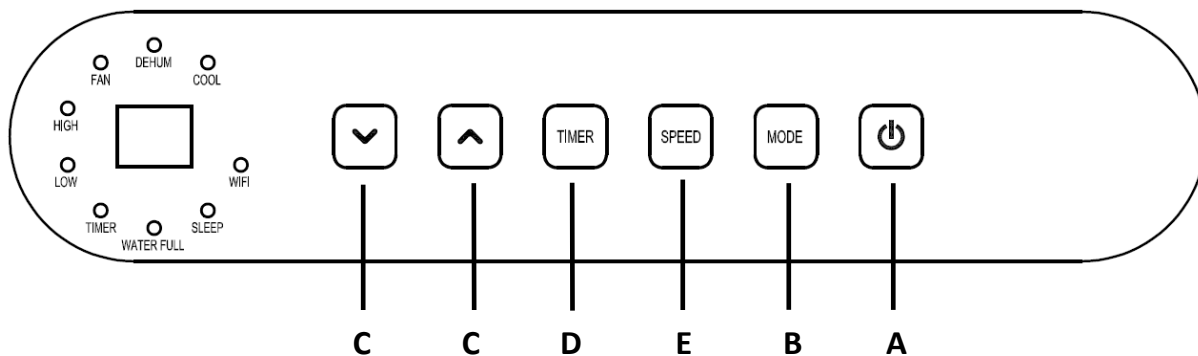 DEHUM
FAN
COOL
HIGH
LOW
WIFI
TIMER
SLEEP
WATER FULL
TIMER
SPEED
MODE
C C D E B A